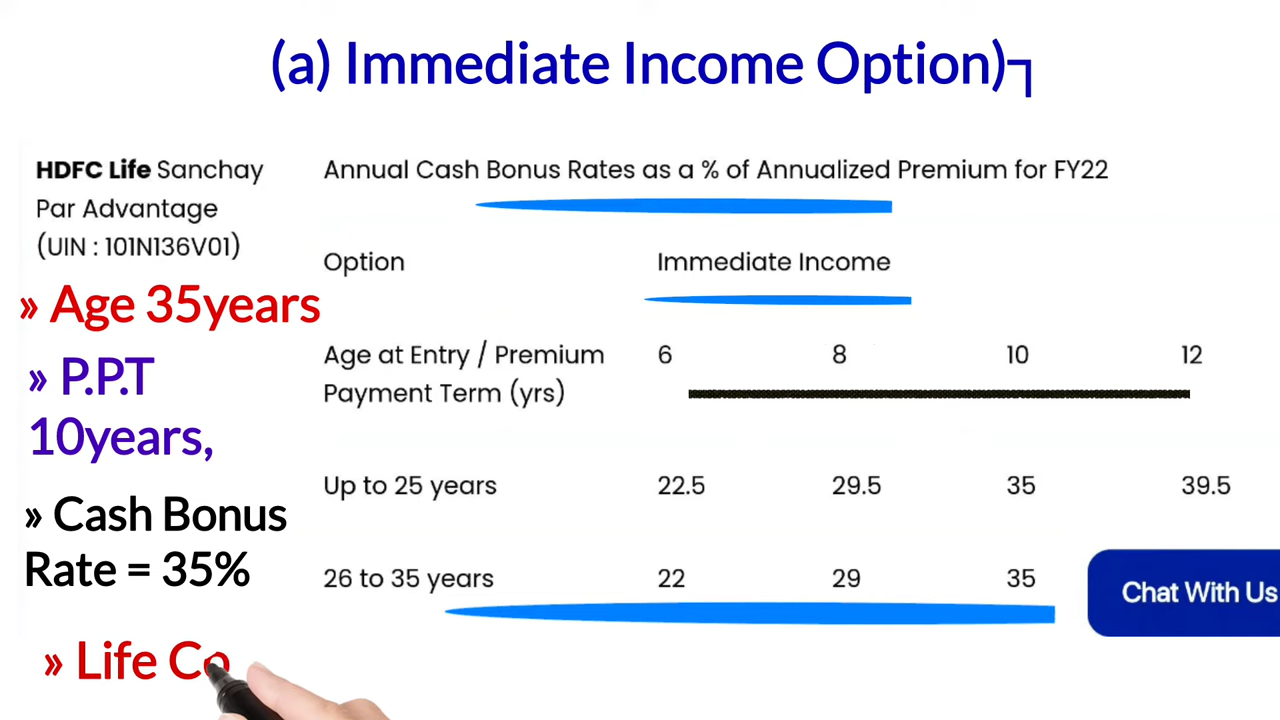 (a) Immediate Income Option)┐
HDFC Life Sanchay
Par Advantage
(UIN : 101N136V01)
» Age 35years
» P.P.T
10years,
» Cash Bonus
Rate = 35%
» Life Co
Annual Cash Bonus Rates as a % of Annualized Premium for FY22
Option Immediate Income
Age at Entry / Premium 6 8 10 12
Payment Term (yrs)
Up to 25 years 22.5 29.5 35 39.5
26 to 35 years 22 29 35
Chat With Us